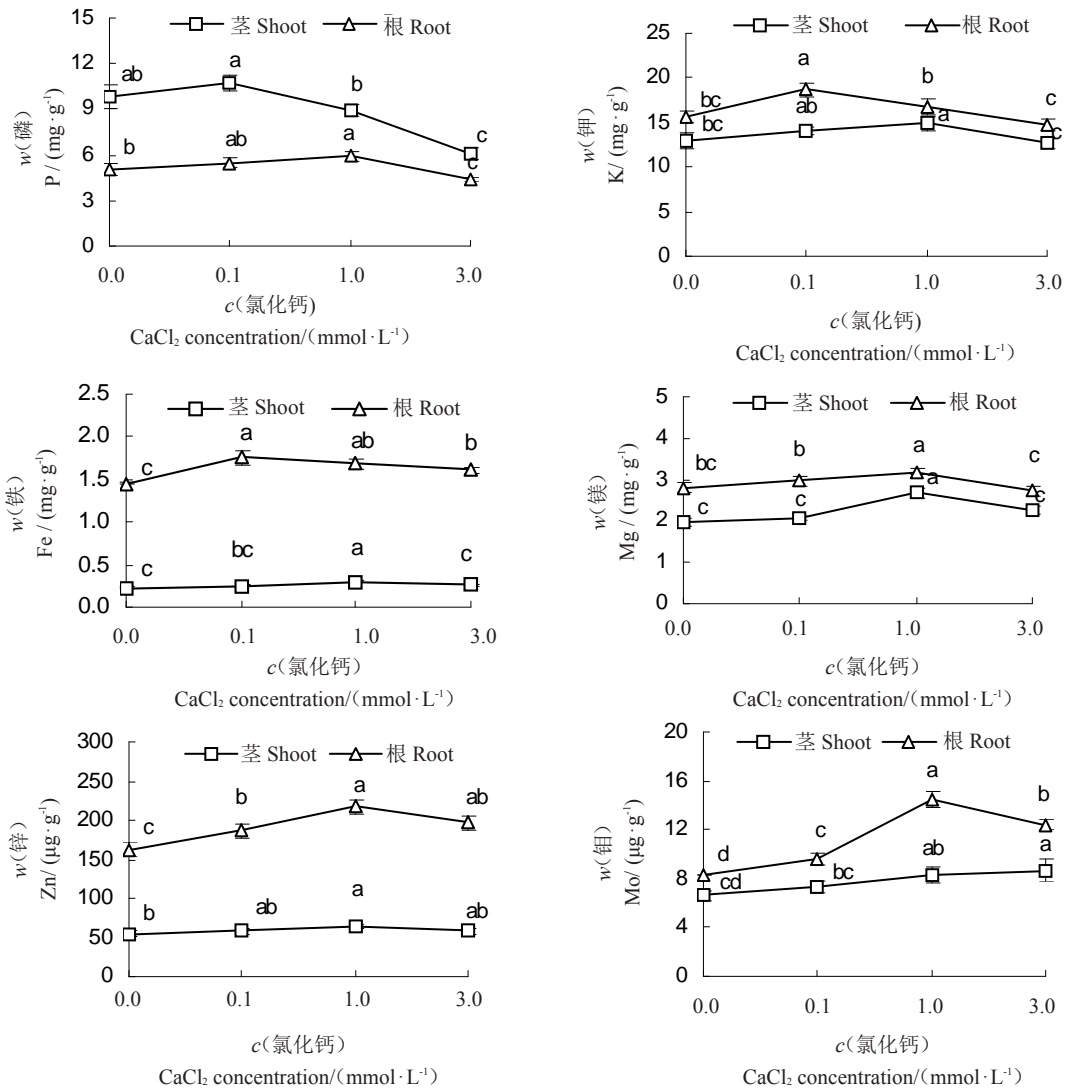 茎 Shoot 根 Root
15
12
9
6
3
0
ab
a
b
c
b
ab
a
c
0.0 0.1 1.0 3.0
w(磷)
P / (mg·g-1)
c(氯化钙)
CaCl₂ concentration/(mmol·L-1)
茎 Shoot 根 Root
25
20
15
10
5
0
bc
a
b
c
bc
ab
a
c
0.0 0.1 1.0 3.0
w(钾)
K/ (mg·g-1)
c(氯化钙)
CaCl₂ concentration/(mmol·L-1)
茎 Shoot 根 Root
2.5
2.0
1.5
1.0
0.5
0.0
c
a
ab
b
c
bc
a
c
0.0 0.1 1.0 3.0
w(铁)
Fe / (mg·g-1)
c(氯化钙)
CaCl₂ concentration/(mmol·L-1)
茎 Shoot 根 Root
5
4
3
2
1
0
bc
b
a
c
c
c
a
c
0.0 0.1 1.0 3.0
w(镁)
Mg / (mg·g-1)
c(氯化钙)
CaCl₂ concentration/(mmol·L-1)
茎 Shoot 根 Root
300
250
200
150
100
50
0
c
b
a
ab
b
ab
a
ab
0.0 0.1 1.0 3.0
w(锌)
Zn/ (μg·g-1)
c(氯化钙)
CaCl₂ concentration/(mmol·L-1)
茎 Shoot 根 Root
20
16
12
8
4
0
d
c
a
b
cd
bc
ab
a
0.0 0.1 1.0 3.0
w(钼)
Mo/ (μg·g-1)
c(氯化钙)
CaCl₂ concentration/(mmol·L-1)